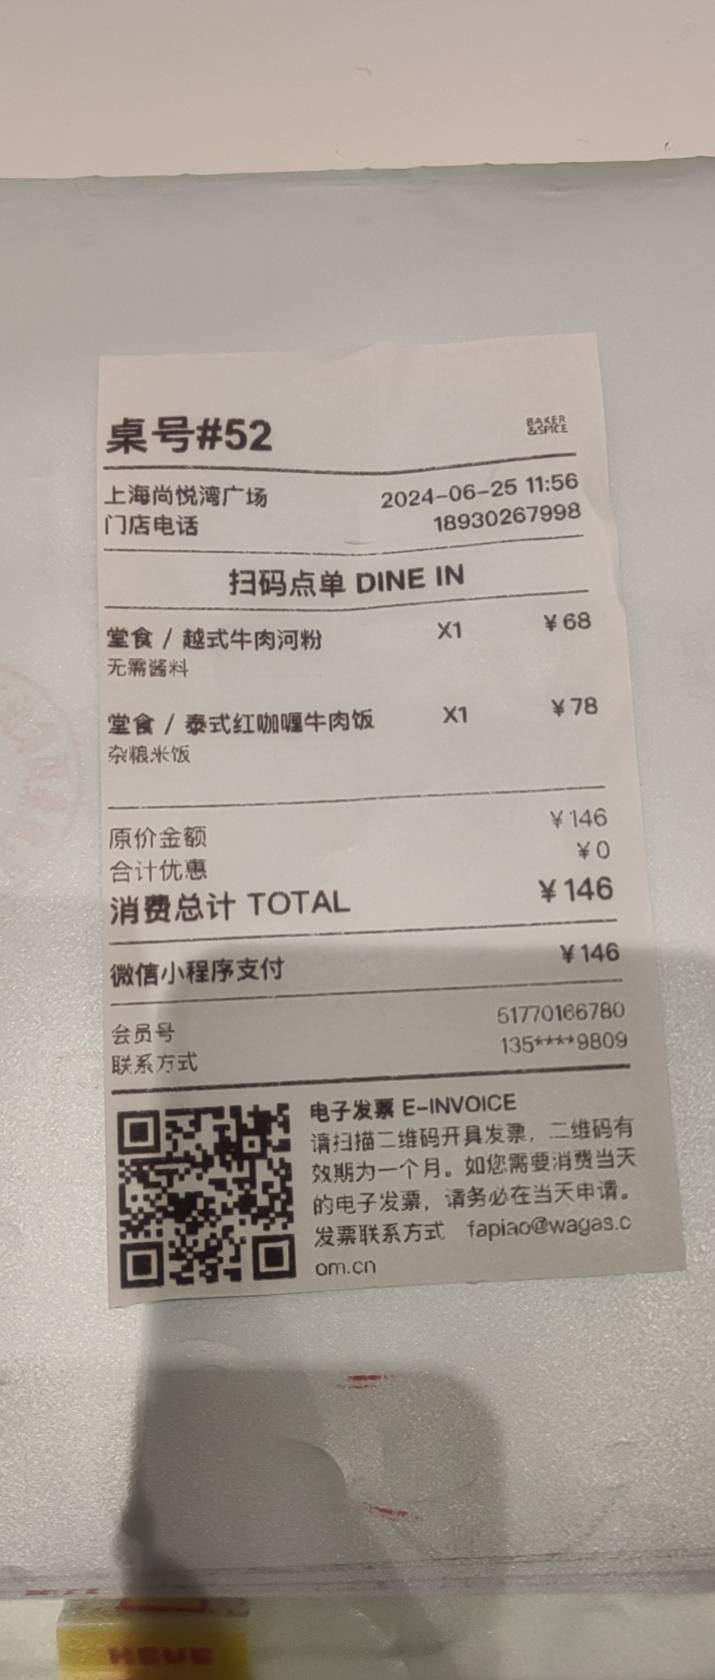 桌号#52
BAKER
&SPICE
上海尚悦湾广场 2024-06-25 11:56
门店电话 18930267998
扫码点单 DINE IN
堂食 / 越式牛肉河粉 X1 ¥68
无需酱料
堂食 / 泰式红咖喱牛肉饭 X1 ¥78
杂粮米饭
原价金额 ¥146
合计优惠 ¥0
消费总计 TOTAL ¥146
微信小程序支付 ¥146
会员号 51770166780
联系方式 135****9809
电子发票 E-INVOICE
请扫描二维码开具发票，二维码有
效期为一个月。如您需要消费当天
的电子发票，请务必在当天申请。
发票联系方式 fapiao@wagas.c
om.cn